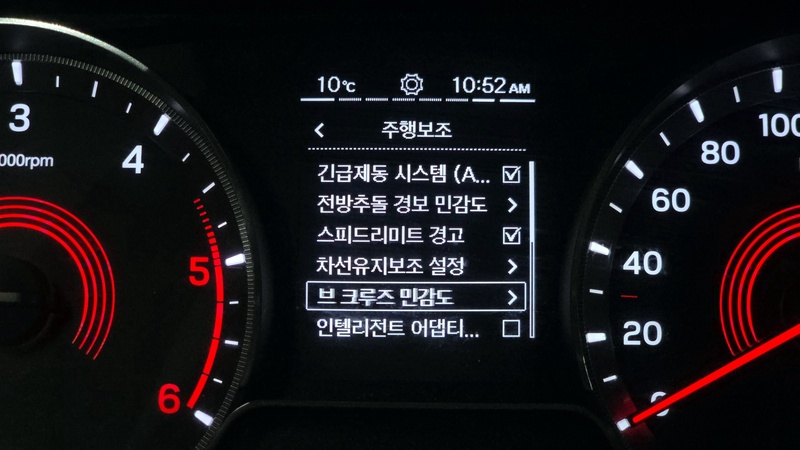 3
4
5
6
000rpm
10℃ 10:52 AM
주행보조
긴급제동 시스템 (A...
전방추돌 경보 민감도
스피드리미트 경고
차선유지보조 설정
브 크루즈 민감도
인텔리전트 어댑티...
100
80
60
40
20
0